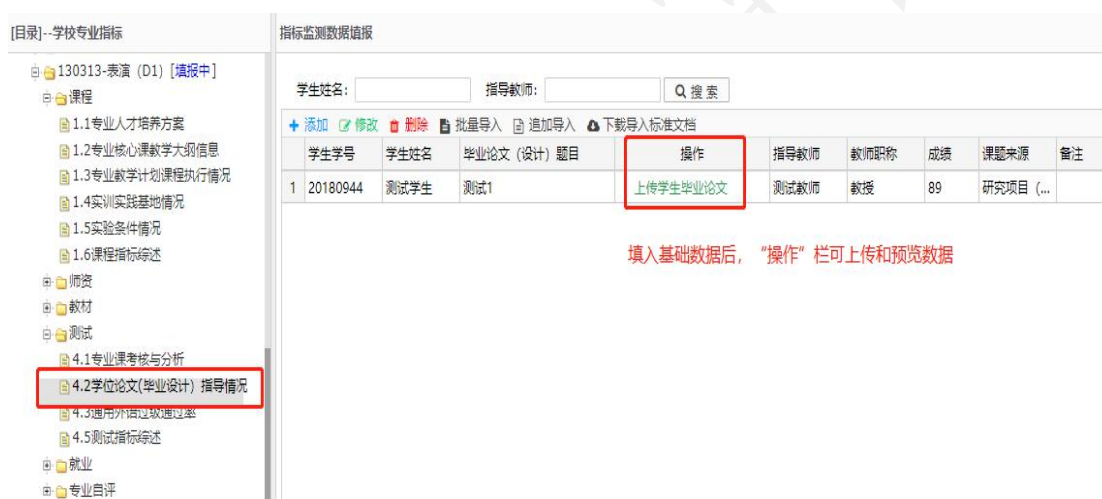 [目录]--学校专业指标
130313-表演（D1）[填报中]
课程
1.1专业人才培养方案
1.2专业核心课教学大纲信息
1.3专业教学计划课程执行情况
1.4实训实践基地情况
1.5实验条件情况
1.6课程指标综述
师资
教材
测试
4.1专业课考核与分析
4.2学位论文(毕业设计）指导情况
4.3通用外语过级通过率
4.5测试指标综述
就业
专业自评
指标监测数据填报
学生姓名： 指导教师： 搜索
添加 修改 删除 批量导入 追加导入 下载导入标准文档
学生学号 学生姓名 毕业论文（设计）题目 操作 指导教师 教师职称 成绩 课题来源 备注
1 20180944 测试学生 测试1 上传学生毕业论文 测试教师 教授 89 研究项目（...
填入基础数据后，“操作”栏可上传和预览数据